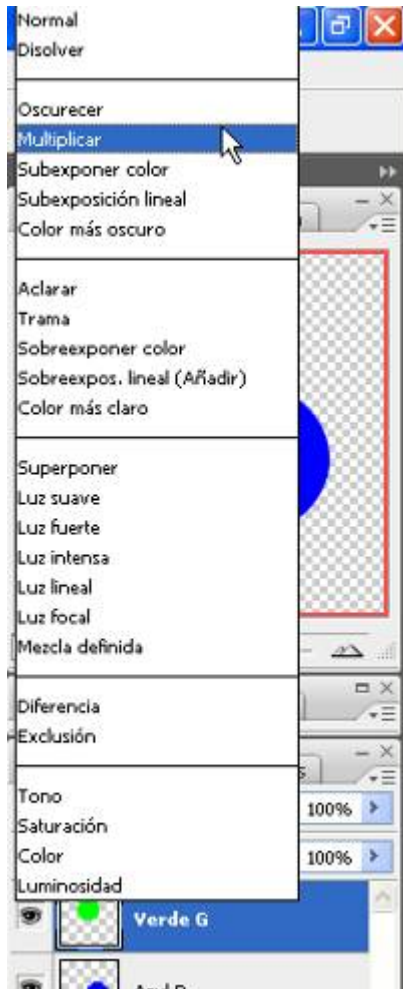 Normal
Disolver
Oscurecer
Multiplicar
Subexponer color
Subexposición lineal
Color más oscuro
Aclarar
Trama
Sobreexponer color
Sobreexpos. lineal (Añadir)
Color más claro
Superponer
Luz suave
Luz fuerte
Luz intensa
Luz lineal
Luz focal
Mezcla definida
Diferencia
Exclusión
Tono
Saturación
Color
Luminosidad
100%
100%
Verde G